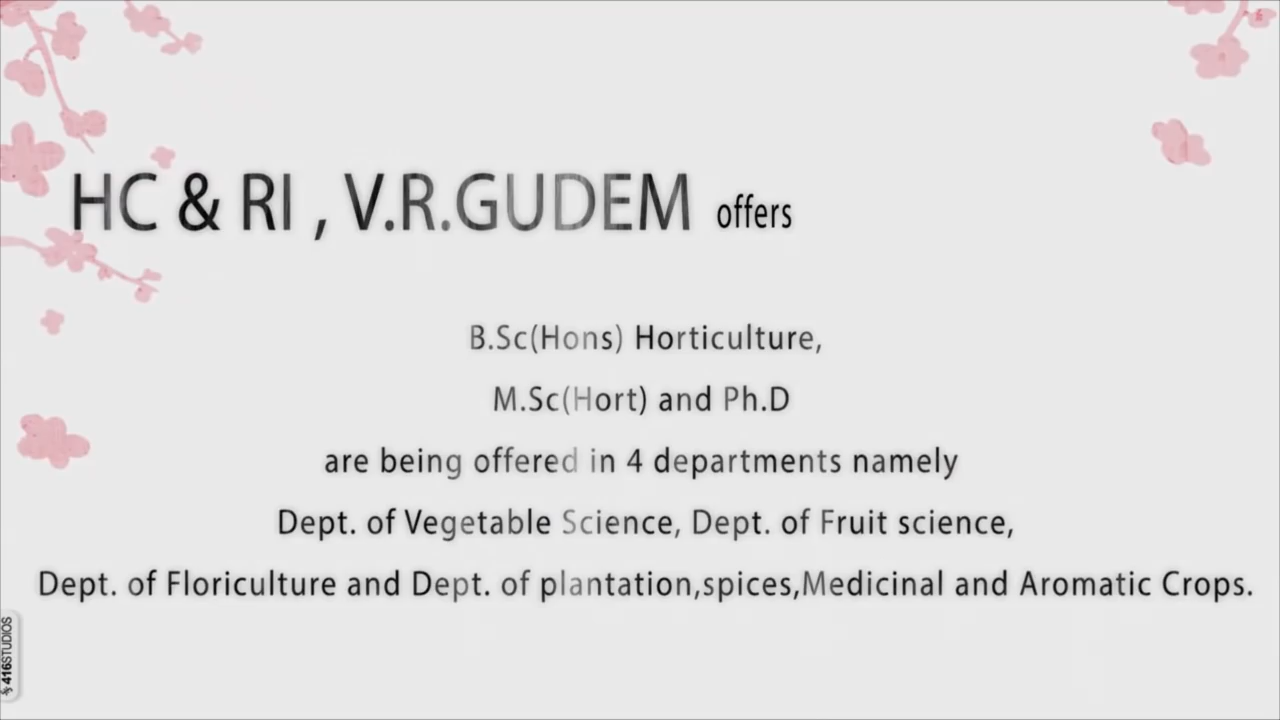 HC & RI , V.R.GUDEM offers
B.Sc(Hons) Horticulture,
M.Sc(Hort) and Ph.D
are being offered in 4 departments namely
Dept. of Vegetable Science, Dept. of Fruit science,
Dept. of Floriculture and Dept. of plantation,spices,Medicinal and Aromatic Crops.
416STUDIOS